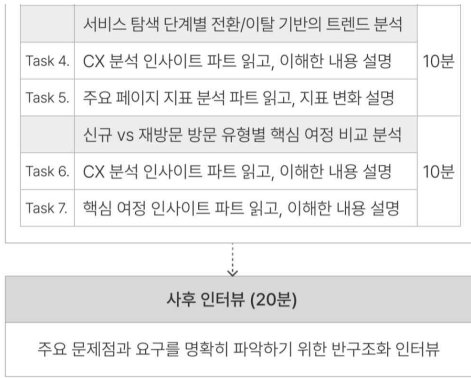 서비스 탐색 단계별 전환/이탈 기반의 트렌드 분석
Task 4. CX 분석 인사이트 파트 읽고, 이해한 내용 설명
10분
Task 5. 주요 페이지 지표 분석 파트 읽고, 지표 변화 설명
신규 vs 재방문 방문 유형별 핵심 여정 비교 분석
Task 6. CX 분석 인사이트 파트 읽고, 이해한 내용 설명
10분
Task 7. 핵심 여정 인사이트 파트 읽고, 이해한 내용 설명
사후 인터뷰 (20분)
주요 문제점과 요구를 명확히 파악하기 위한 반구조화 인터뷰